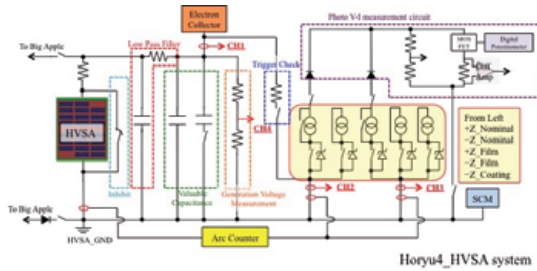 Electron
Collector
Photo V-I measurement circuit
To Big Apple
Low Pass Filter
CH1
MOS
FET
Digital
Potentiometer
Trigger Check
Amp
HVSA
CH4
From Left
+Z_Nominal
−Z_Nominal
+Z_Film
−Z_Film
−Z_Coating
Inhibit
Valuable
Capacitance
Generation Voltage
Measurement
CH2
CH3
SCM
To Big Apple
HVSA_GND
Arc Counter
Horyu4_HVSA system